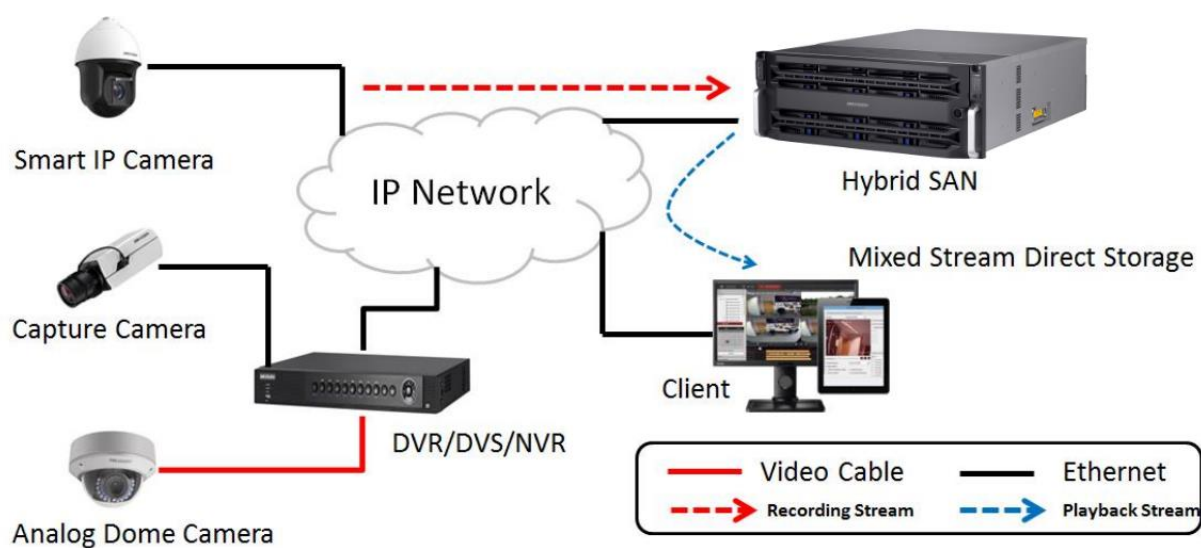 Smart IP Camera
IP Network
Hybrid SAN
Mixed Stream Direct Storage
Capture Camera
Client
DVR/DVS/NVR
Analog Dome Camera
Video Cable
Ethernet
Recording Stream
Playback Stream